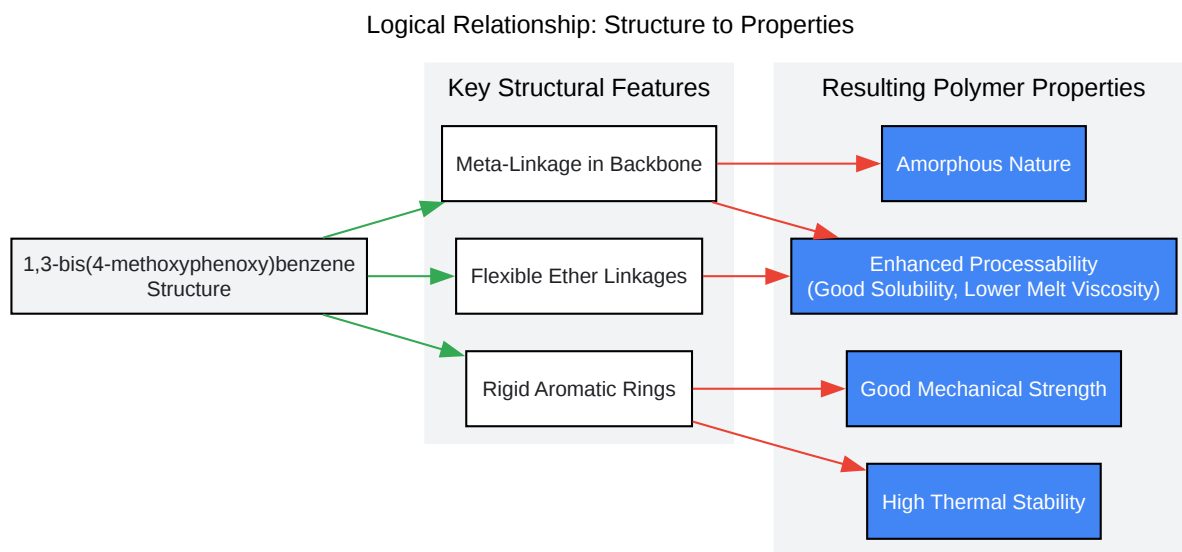 Logical Relationship: Structure to Properties
Key Structural Features
Resulting Polymer Properties
Meta-Linkage in Backbone
Amorphous Nature
1,3-bis(4-methoxyphenoxy)benzene
Structure
Flexible Ether Linkages
Enhanced Processability
(Good Solubility, Lower Melt Viscosity)
Rigid Aromatic Rings
Good Mechanical Strength
High Thermal Stability